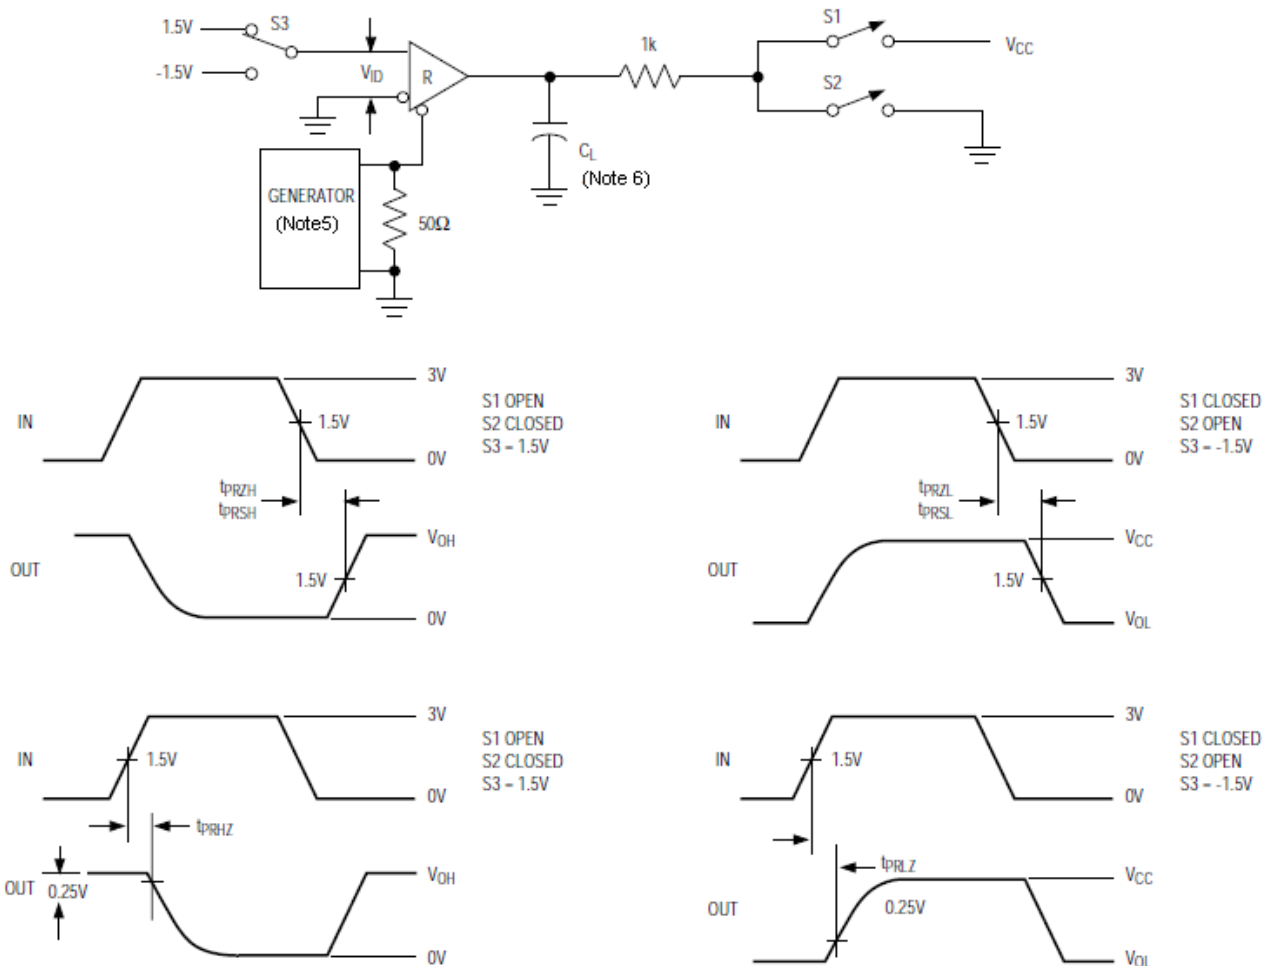 1.5V
S3
-1.5V
VID
R
GENERATOR
(Note5)
50Ω
CL
(Note 6)
1k
S1
VCC
S2
IN
3V
1.5V
0V
S1 OPEN
S2 CLOSED
S3 = 1.5V
tPRZH
tPRSH
OUT
VOH
1.5V
0V
IN
3V
1.5V
0V
S1 CLOSED
S2 OPEN
S3 = -1.5V
tPRZL
tPRSL
OUT
VCC
1.5V
VOL
IN
3V
1.5V
0V
S1 OPEN
S2 CLOSED
S3 = 1.5V
tPRHZ
OUT
0.25V
VOH
0V
IN
3V
1.5V
0V
S1 CLOSED
S2 OPEN
S3 = -1.5V
tPRLZ
OUT
0.25V
VCC
VOL